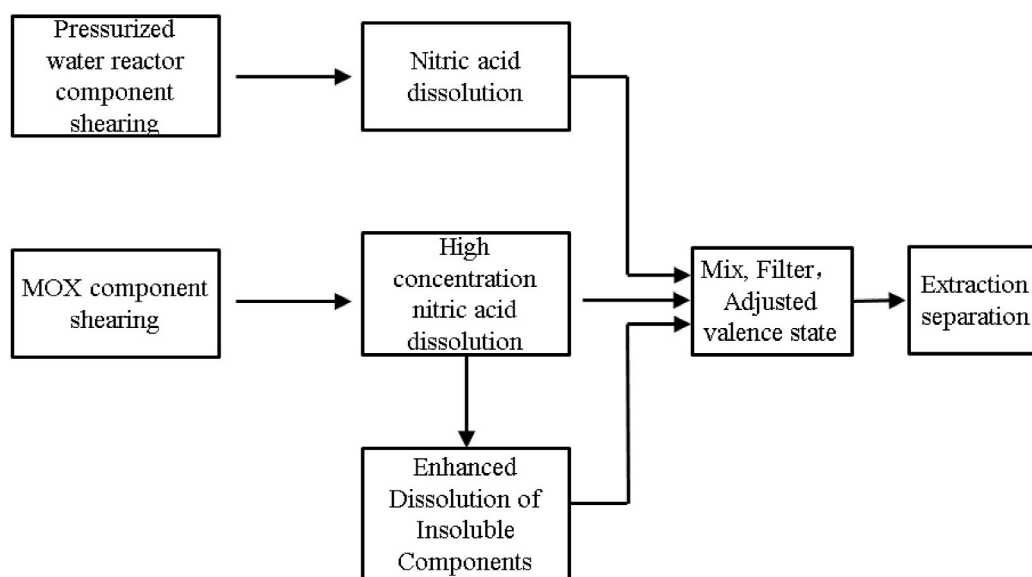 Pressurized
water reactor
component
shearing
Nitric acid
dissolution
MOX component
shearing
High
concentration
nitric acid
dissolution
Enhanced
Dissolution of
Insoluble
Components
Mix, Filter，
Adjusted
valence state
Extraction
separation